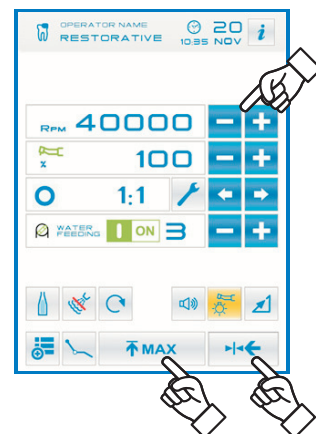 OPERATOR NAME
RESTORATIVE
10:35
20
NOV
i
RPM 40000 - +
% 100 - +
1:1
WATER FEEDING I ON 3 - +
MAX